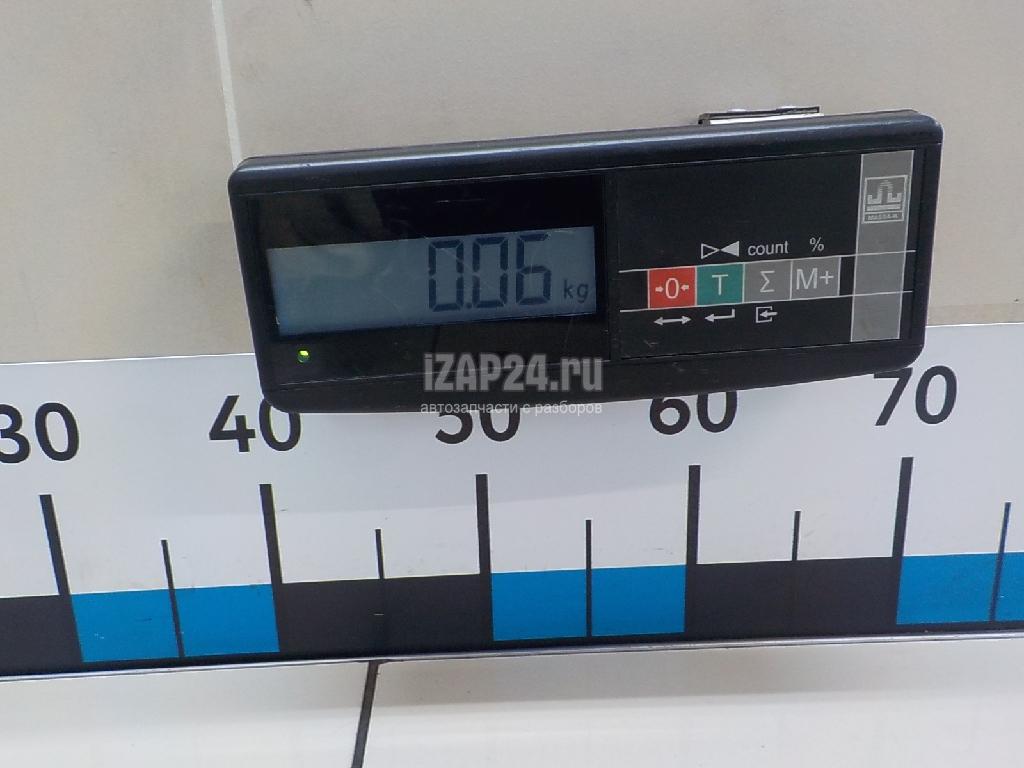 MASSA-K
count %
→0← T Σ M+
0.06 kg
iZAP24.ru
автозапчасти с разборов
30 40 50 60 70